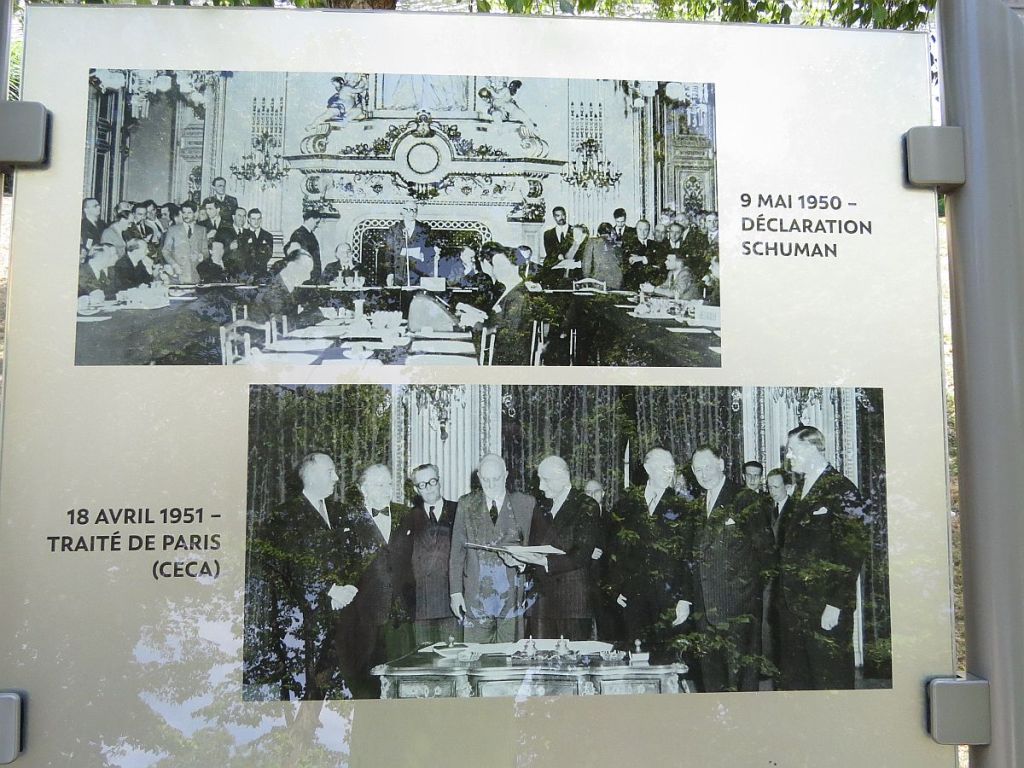 9 MAI 1950 –
DÉCLARATION
SCHUMAN
18 AVRIL 1951 –
TRAITÉ DE PARIS
(CECA)